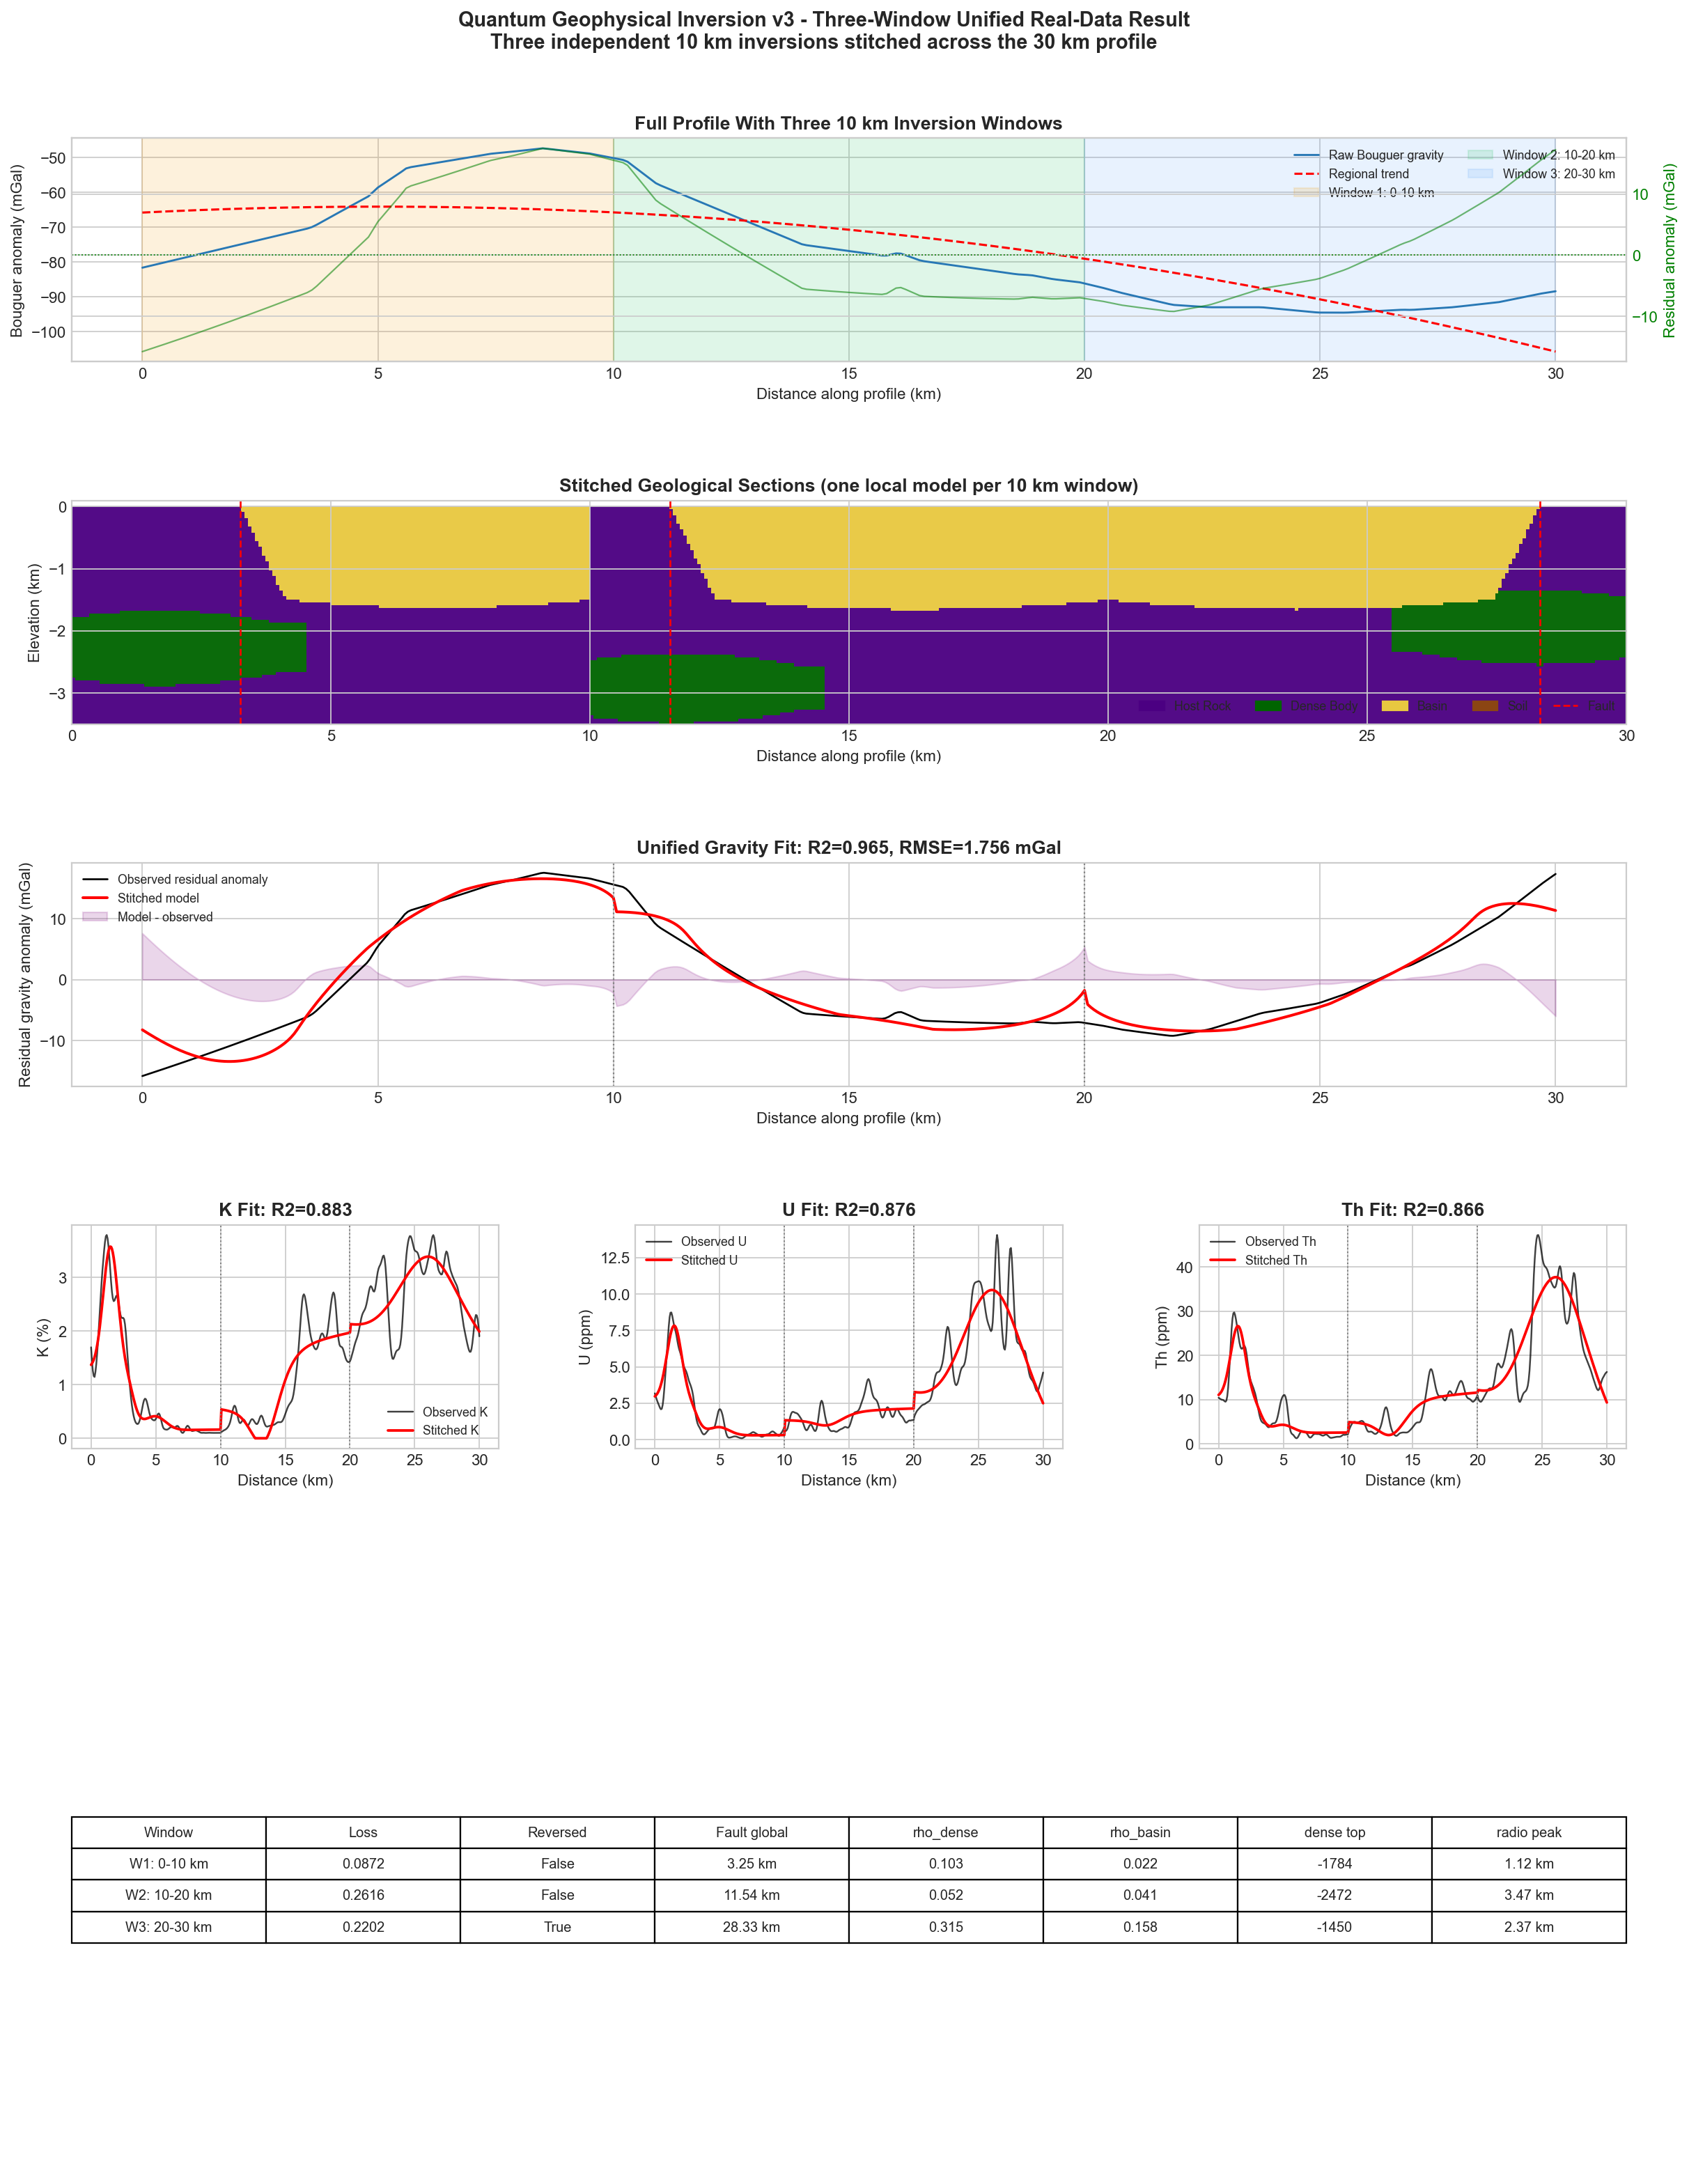 Quantum Geophysical Inversion v3 - Three-Window Unified Real-Data Result
Three independent 10 km inversions stitched across the 30 km profile
Full Profile With Three 10 km Inversion Windows
Bouguer anomaly (mGal)
−50
−60
−70
−80
−90
−100
Raw Bouguer gravity
Regional trend
Window 1: 0-10 km
Window 2: 10-20 km
Window 3: 20-30 km
10
0
−10
Residual anomaly (mGal)
0 5 10 15 20 25 30
Distance along profile (km)
Stitched Geological Sections (one local model per 10 km window)
Elevation (km)
0
−1
−2
−3
Host Rock Dense Body Basin Soil Fault
0 5 10 15 20 25 30
Distance along profile (km)
Unified Gravity Fit: R2=0.965, RMSE=1.756 mGal
Residual gravity anomaly (mGal)
10
0
−10
Observed residual anomaly
Stitched model
Model - observed
0 5 10 15 20 25 30
Distance along profile (km)
K Fit: R2=0.883
K (%)
3
2
1
0
Observed K
Stitched K
0 5 10 15 20 25 30
Distance (km)
U Fit: R2=0.876
U (ppm)
12.5
10.0
7.5
5.0
2.5
0.0
Observed U
Stitched U
0 5 10 15 20 25 30
Distance (km)
Th Fit: R2=0.866
Th (ppm)
40
30
20
10
0
Observed Th
Stitched Th
0 5 10 15 20 25 30
Distance (km)
Window Loss Reversed Fault global rho_dense rho_basin dense top radio peak
W1: 0-10 km 0.0872 False 3.25 km 0.103 0.022 -1784 1.12 km
W2: 10-20 km 0.2616 False 11.54 km 0.052 0.041 -2472 3.47 km
W3: 20-30 km 0.2202 True 28.33 km 0.315 0.158 -1450 2.37 km